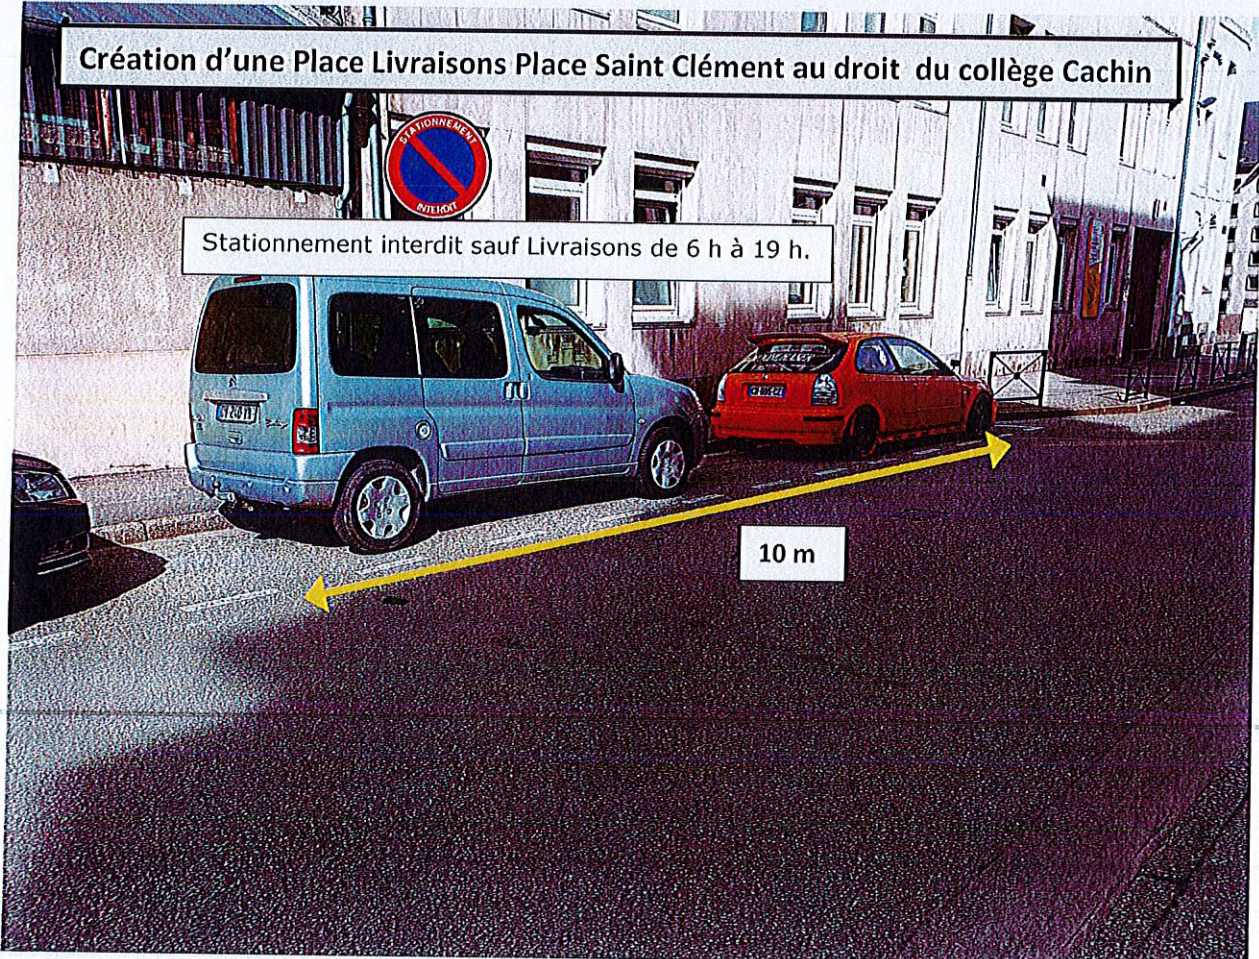 Création d'une Place Livraisons Place Saint Clément au droit du collège Cachin
STATIONNEMENT
INTERDIT
Stationnement interdit sauf Livraisons de 6 h à 19 h.
10 m